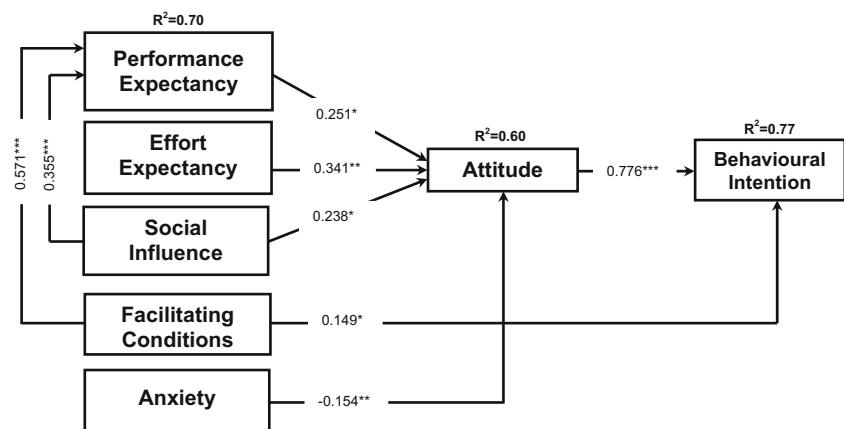 R²=0.70
Performance
Expectancy
0.571***
0.355***
0.251*
Effort
Expectancy
0.341**
R²=0.60
Attitude
0.776***
R²=0.77
Behavioural
Intention
Social
Influence
0.238*
Facilitating
Conditions
0.149*
Anxiety
-0.154**